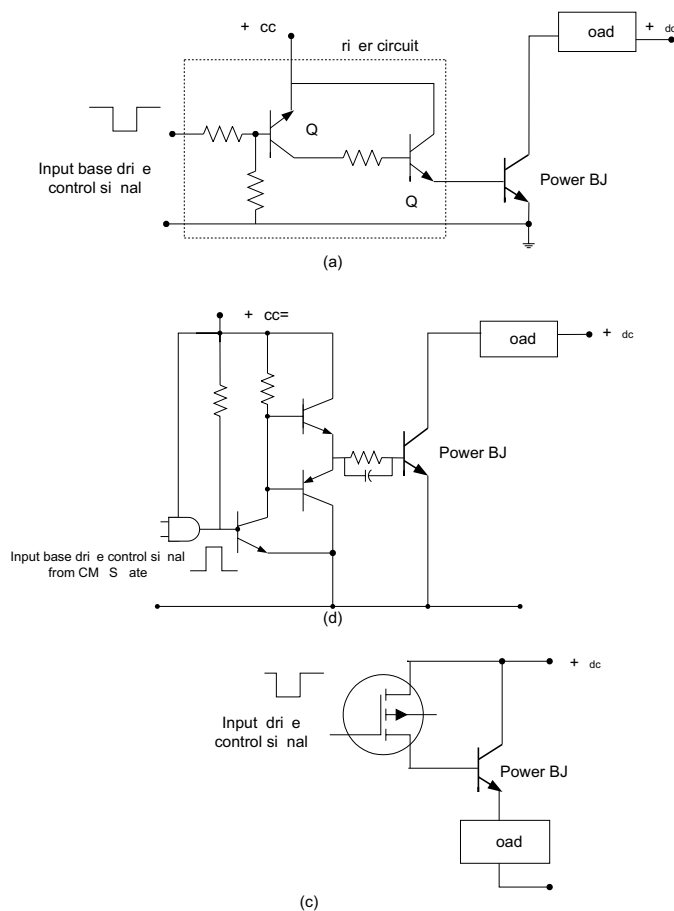 + cc
ri er circuit
oad
+ dc
Q
Input base dri e
control si nal
Q
Power BJ
(a)
+ cc=
oad
+ dc
Power BJ
Input base dri e control si nal
from CM S ate
(d)
+ dc
Input dri e
control si nal
Power BJ
oad
(c)